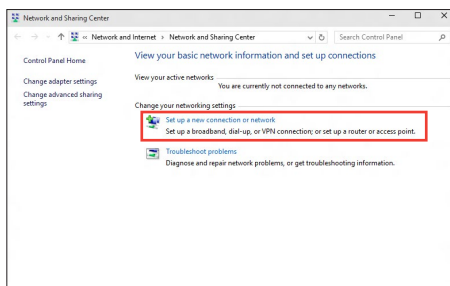 Network and Sharing Center
« Network and Internet › Network and Sharing Center
Search Control Panel
Control Panel Home
Change adapter settings
Change advanced sharing
settings
View your basic network information and set up connections
View your active networks
You are currently not connected to any networks.
Change your networking settings
Set up a new connection or network
Set up a broadband, dial-up, or VPN connection; or set up a router or access point.
Troubleshoot problems
Diagnose and repair network problems, or get troubleshooting information.